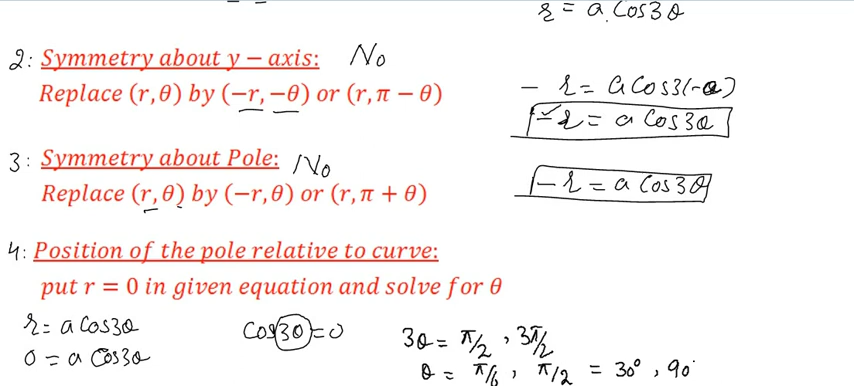 r = a cos3θ
2: Symmetry about y − axis: No
Replace (r, θ) by (−r, −θ) or (r, π − θ)
− r = a cos3(−θ)
− r = a cos3θ
3: Symmetry about Pole: No
Replace (r, θ) by (−r, θ) or (r, π + θ)
− r = a cos3θ
4: Position of the pole relative to curve:
put r = 0 in given equation and solve for θ
r = a cos3θ
cos3θ = 0
3θ = π/2 , 3π/2
0 = a cos3θ
θ = π/6 , π/2 = 30° , 90°